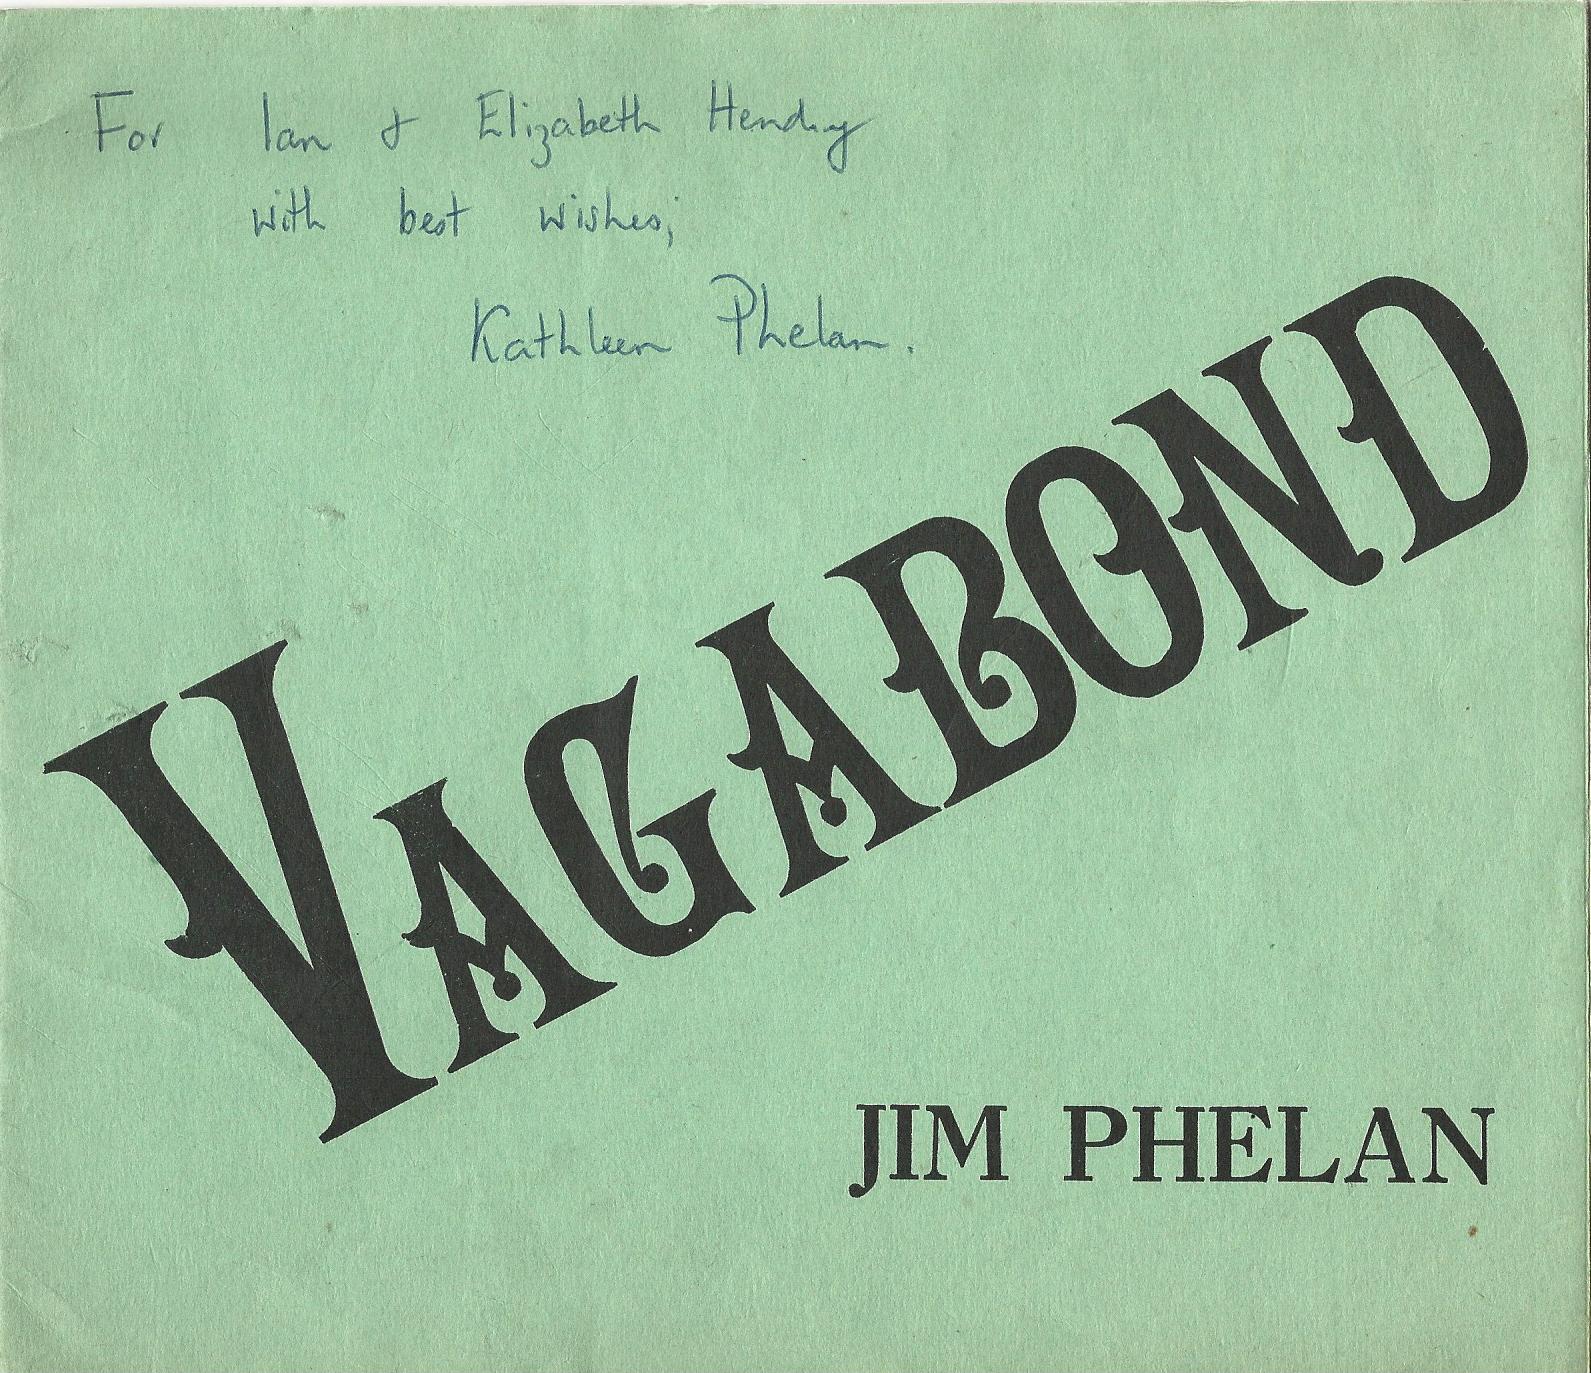 For Ian & Elizabeth Hendry
with best wishes;
Kathleen Phelan.
VAGABOND
JIM PHELAN